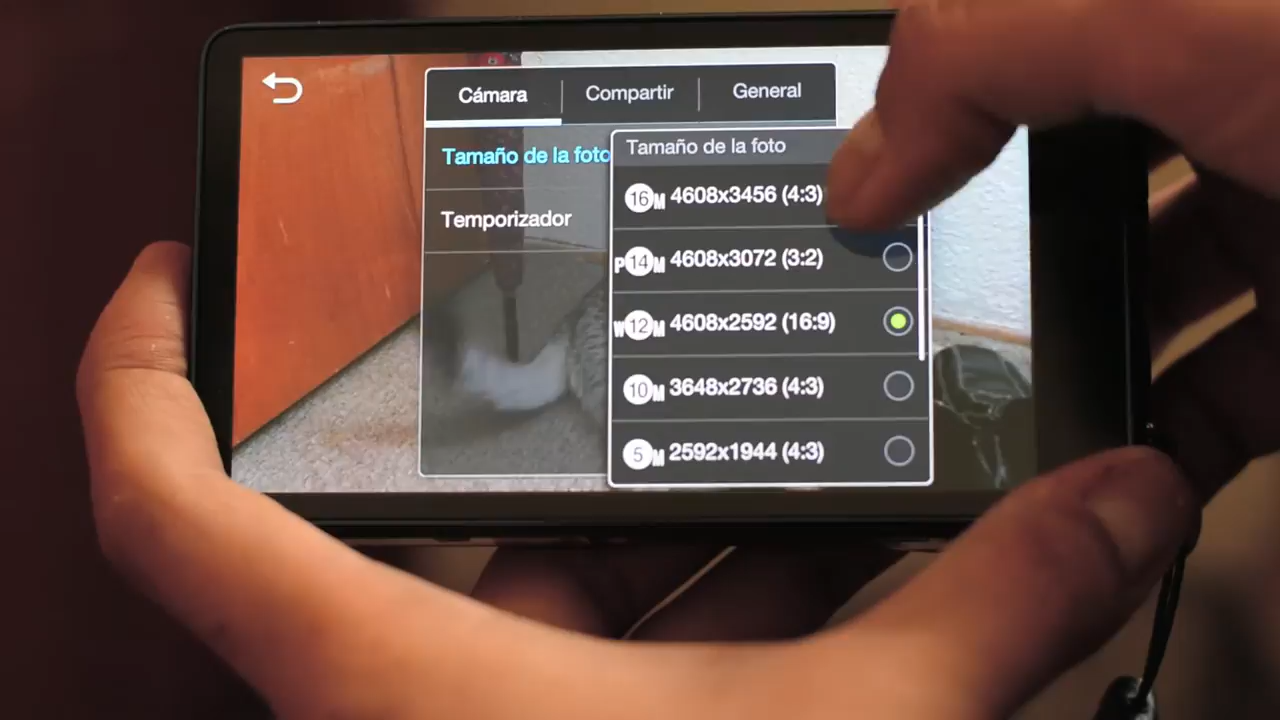 Cámara Compartir General
Tamaño de la foto
Temporizador
Tamaño de la foto
16M 4608x3456 (4:3)
P14M 4608x3072 (3:2)
W12M 4608x2592 (16:9)
10M 3648x2736 (4:3)
5M 2592x1944 (4:3)